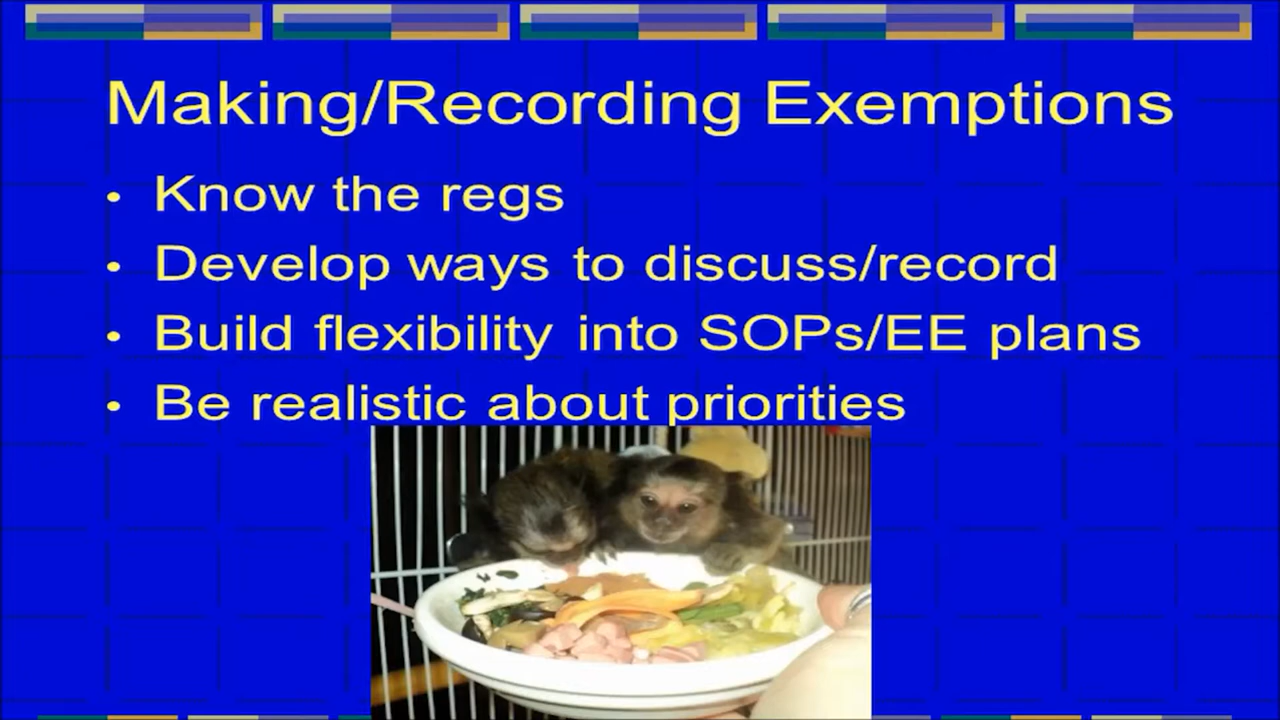 Making/Recording Exemptions
• Know the regs
• Develop ways to discuss/record
• Build flexibility into SOPs/EE plans
• Be realistic about priorities